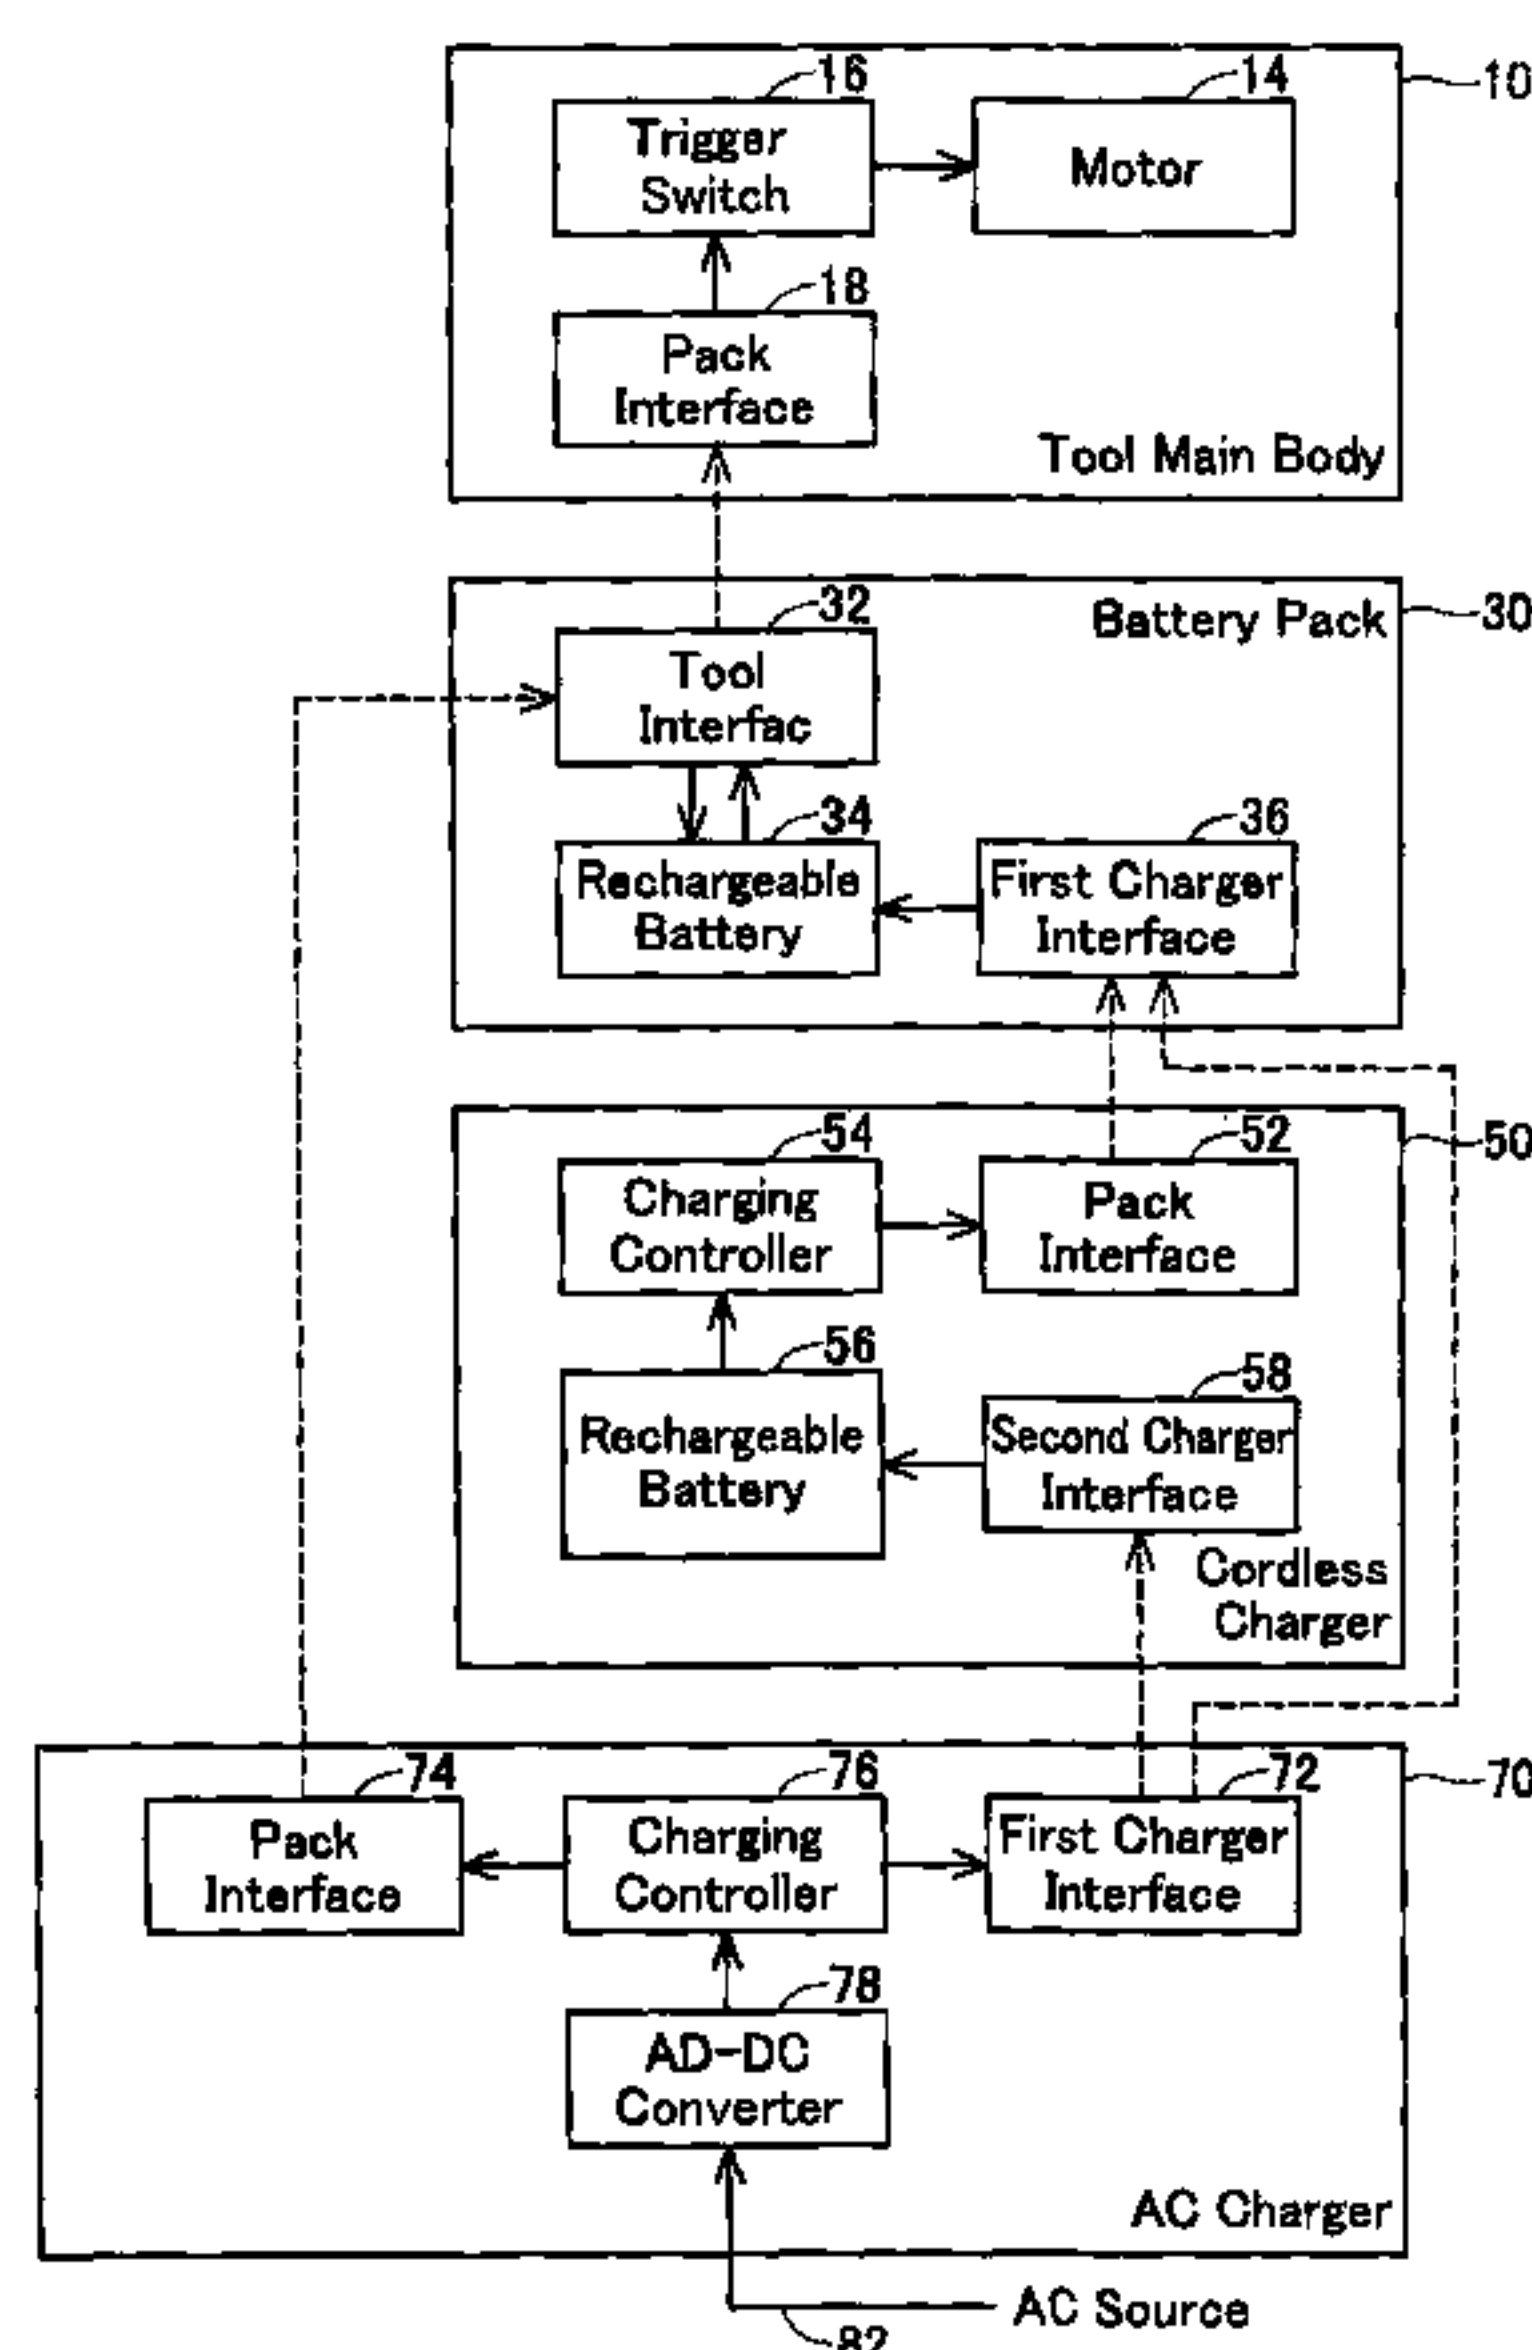 16
14
10
Trigger
Switch
Motor
18
Pack
Interface
Tool Main Body
32
Battery Pack
30
Tool
Interfac
34
36
Rechargeable
Battery
First Charger
Interface
54
52
50
Charging
Controller
Pack
Interface
56
58
Rechargeable
Battery
Second Charger
Interface
Cordless
Charger
74
76
72
70
Pack
Interface
Charging
Controller
First Charger
Interface
78
AD-DC
Converter
AC Charger
AC Source
82